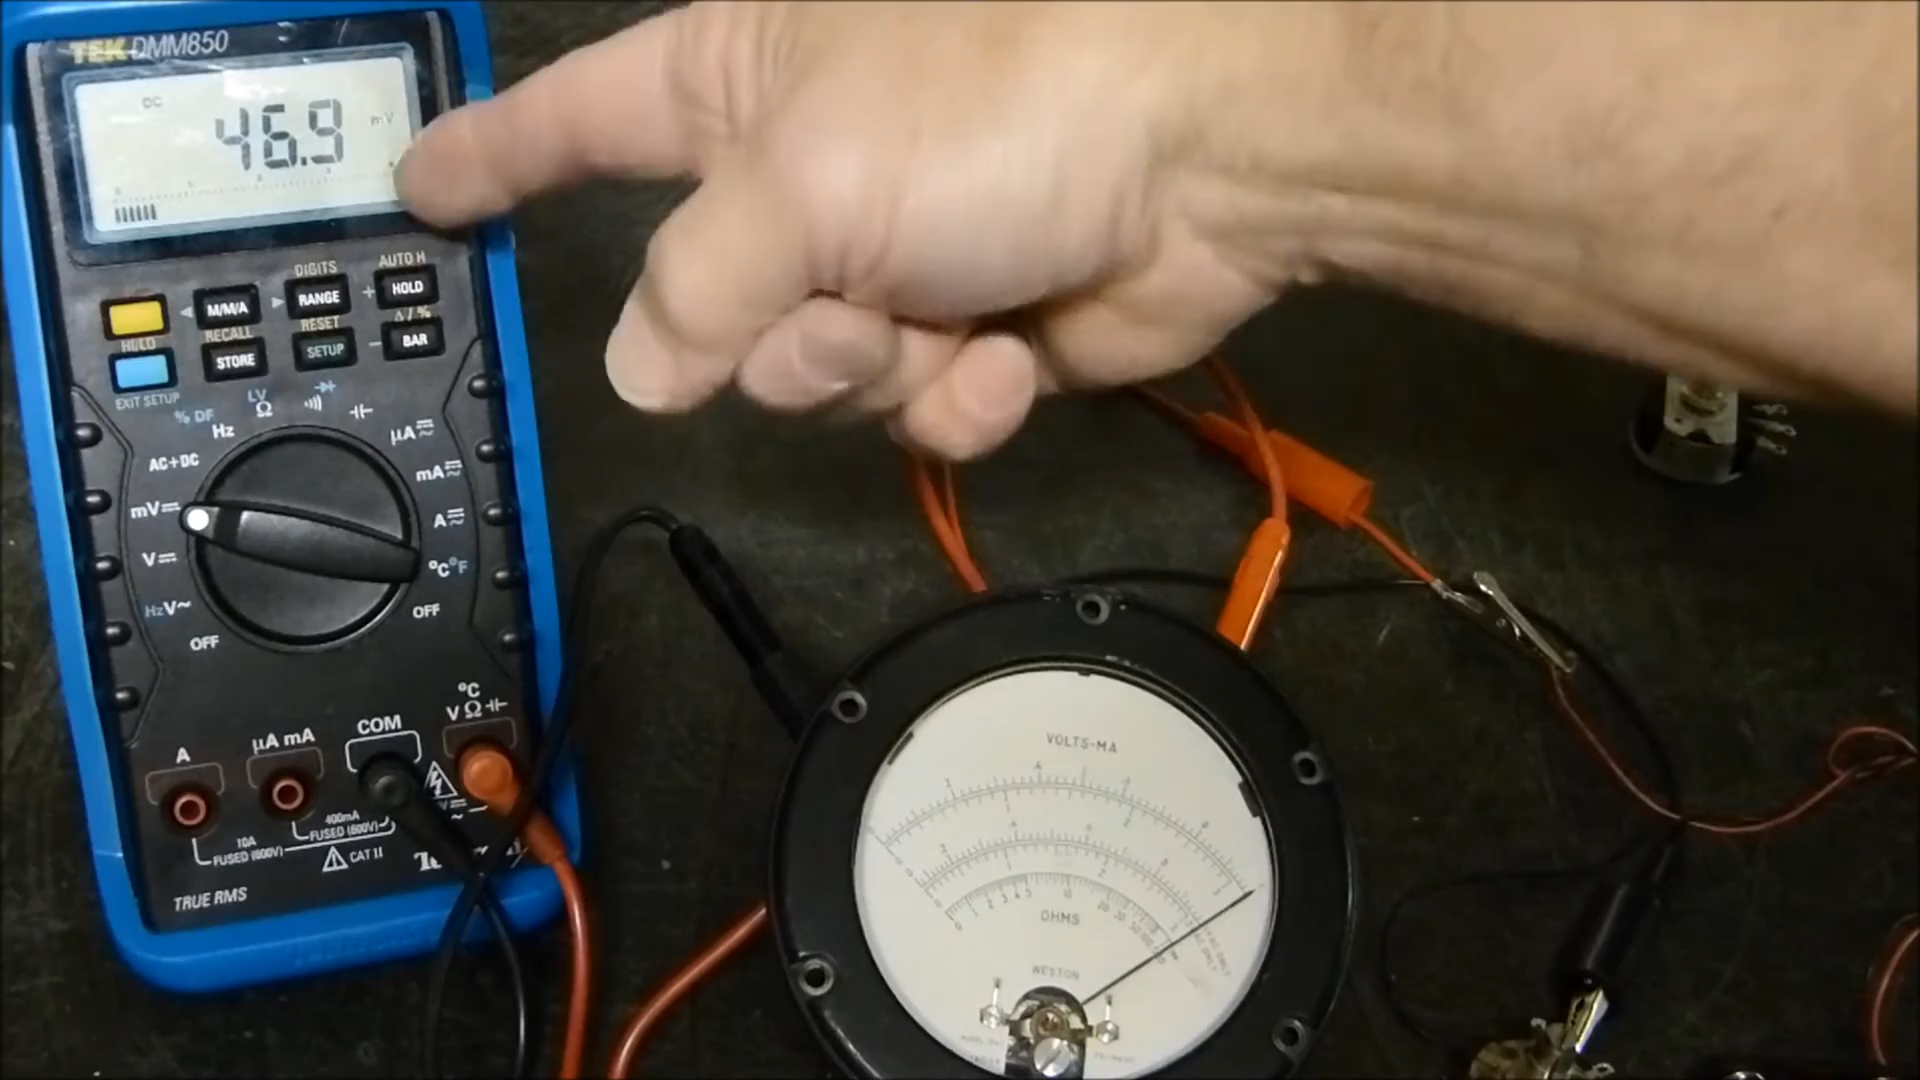 TEK DMM850
DC
46.9 mV
DIGITS
AUTO H
M/M/A
RANGE
HOLD
RECALL
RESET
Δ / %
HOLD
STORE
SETUP
BAR
EXIT SETUP
% DF
LV
Hz
Ω
μA
AC+DC
mA
mV
A
V
°C°F
HzV~
OFF
OFF
°C
V Ω
COM
μA mA
A
400mA
FUSED (600V)
10A
FUSED (600V)
CAT II
TRUE RMS
VOLTS-MA
OHMS
WESTON